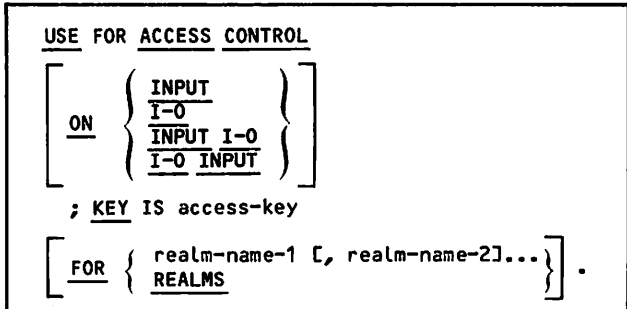 USE FOR ACCESS CONTROL
INPUT
I-O
ON
INPUT I-O
I-O INPUT
; KEY IS access-key
realm-name-1 [, realm-name-2]...
FOR
REALMS
.